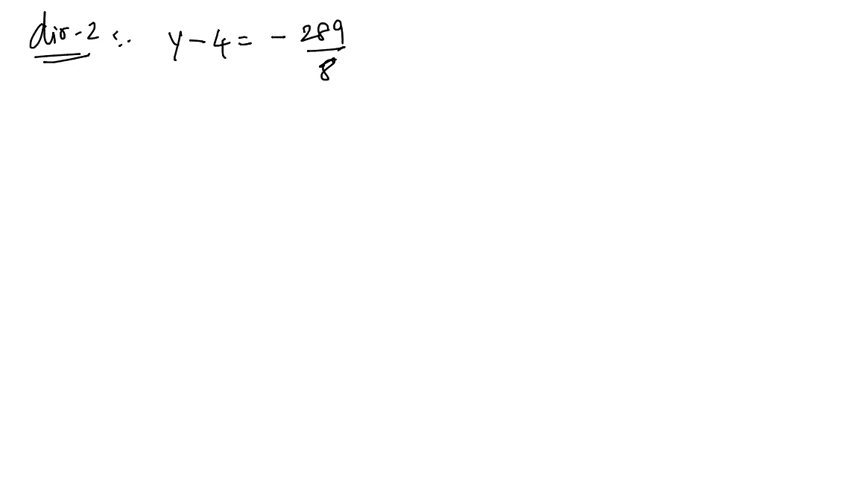 dir-2 :. y - 4 = - 289/8